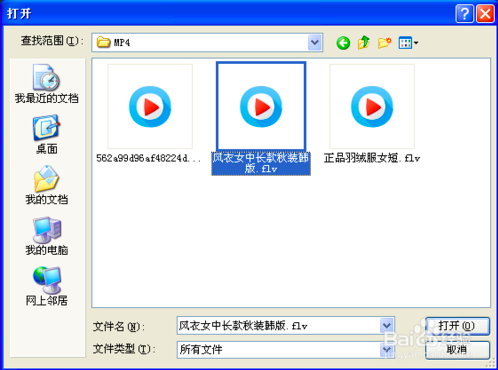 打开
查找范围(I):
MP4
我最近的文档
桌面
我的文档
我的电脑
网上邻居
562a99d96af48224d...
风衣女中长款秋装韩
版.flv
正品羽绒服女短.flv
文件名(N):
风衣女中长款秋装韩版.flv
打开(O)
文件类型(T):
所有文件
取消
Baidu经验